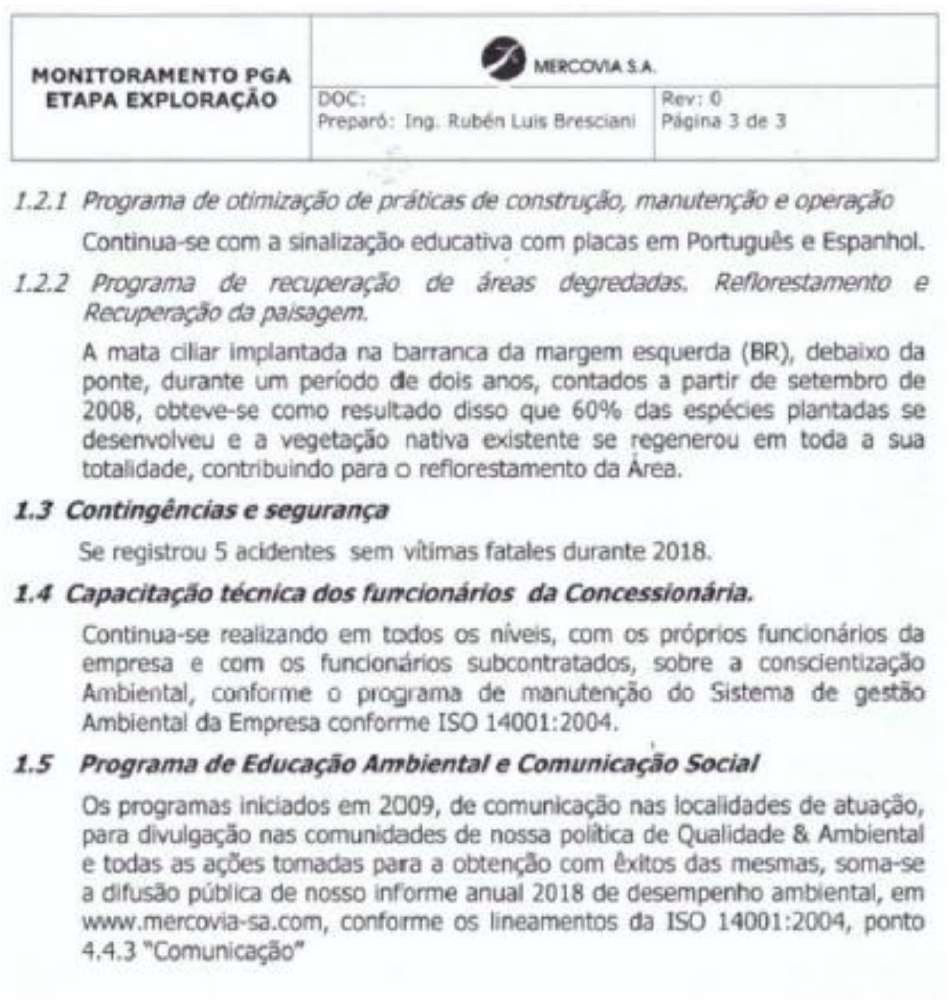 MONITORAMENTO PGA
ETAPA EXPLORAÇÃO
MERCOVIA S.A.
DOC:
Preparó: Ing. Rubén Luis Bresciani
Rev: 0
Página 3 de 3
1.2.1 Programa de otimização de práticas de construção, manutenção e operação
Continua-se com a sinalização educativa com placas em Português e Espanhol.
1.2.2 Programa de recuperação de áreas degredadas. Reflorestamento e
Recuperação da paisagem.
A mata ciliar implantada na barranca da margem esquerda (BR), debaixo da
ponte, durante um período de dois anos, contados a partir de setembro de
2008, obteve-se como resultado disso que 60% das espécies plantadas se
desenvolveu e a vegetação nativa existente se regenerou em toda a sua
totalidade, contribuindo para o reflorestamento da Área.
1.3 Contingências e segurança
Se registrou 5 acidentes sem vítimas fatales durante 2018.
1.4 Capacitação técnica dos funcionários da Concessionária.
Continua-se realizando em todos os níveis, com os próprios funcionários da
empresa e com os funcionários subcontratados, sobre a conscientização
Ambiental, conforme o programa de manutenção do Sistema de gestão
Ambiental da Empresa conforme ISO 14001:2004.
1.5 Programa de Educação Ambiental e Comunicação Social
Os programas iniciados em 2009, de comunicação nas localidades de atuação,
para divulgação nas comunidades de nossa política de Qualidade & Ambiental
e todas as ações tomadas para a obtenção com êxitos das mesmas, soma-se
a difusão pública de nosso informe anual 2018 de desempenho ambiental, em
www.mercovia-sa.com, conforme os lineamentos da ISO 14001:2004, ponto
4.4.3 "Comunicação"